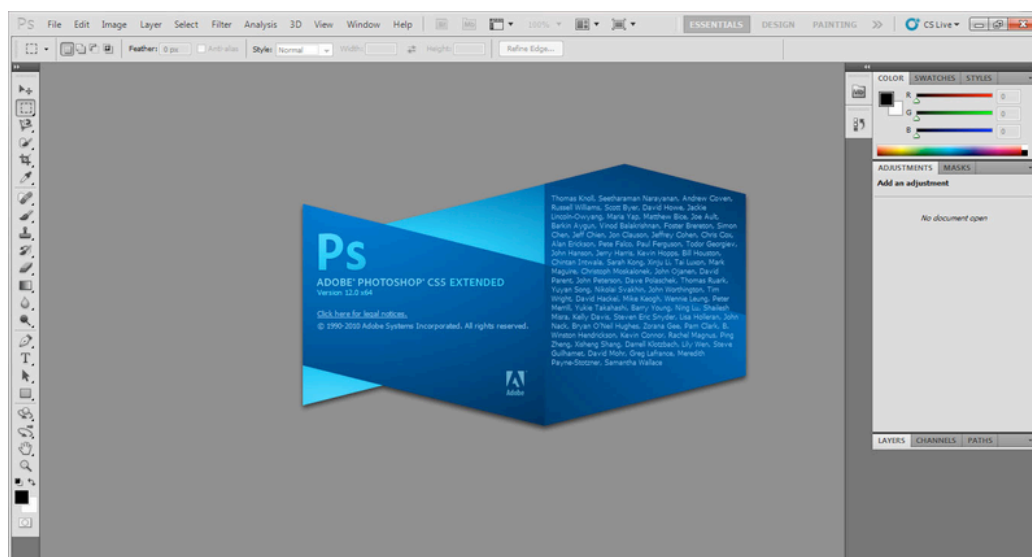 Ps File Edit Image Layer Select Filter Analysis 3D View Window Help Br Mb 100% ESSENTIALS DESIGN PAINTING >> CS Live
Feather: 0 px Anti-alias Style: Normal Width: Height: Refine Edge...
COLOR SWATCHES STYLES
R 0
G 0
B 0
ADJUSTMENTS MASKS
Add an adjustment
No document open
Ps
ADOBE® PHOTOSHOP® CS5 EXTENDED
Version 12.0 x64
Click here for legal notices.
© 1990-2010 Adobe Systems Incorporated. All rights reserved.
Adobe
Thomas Knoll, Seetharaman Narayanan, Andrew Coven,
Russell Williams, Scott Byer, David Howe, Jackie
Lincoln-Owyang, Maria Yap, Matthew Bice, Joe Ault,
Barkin Aygun, Vinod Balakrishnan, Foster Brereton, Simon
Chen, Jeff Chien, Jon Clauson, Jeffrey Cohen, Chris Cox,
Alan Erickson, Pete Falco, Paul Ferguson, Todor Georgiev,
John Hanson, Jerry Harris, Kevin Hopps, Bill Houston,
Chintan Intwala, Sarah Kong, Xinju Li, Tai Luxon, Mark
Maguire, Christoph Moskalonek, John Ojanen, David
Parent, John Peterson, Dave Polaschek, Thomas Ruark,
Yuyan Song, Nikolai Svakhin, John Worthington, Tim
Wright, David Hackel, Mike Keogh, Wennie Leung, Peter
Merrill, Yukie Takahashi, Barry Young, Ning Lu, Shailesh
Misra, Kelly Davis, Steven Eric Snyder, Lisa Holleran, John
Nack, Bryan O'Neil Hughes, Zorana Gee, Pam Clark, B.
Winston Hendrickson, Kevin Connor, Rachel Magnus, Ping
Zheng, Xisheng Shang, Darrell Klotzbach, Lily Wen, Steve
Guilhamet, David Mohr, Greg Lafrance, Meredith
Payne-Stotzner, Samantha Wallace
LAYERS CHANNELS PATHS